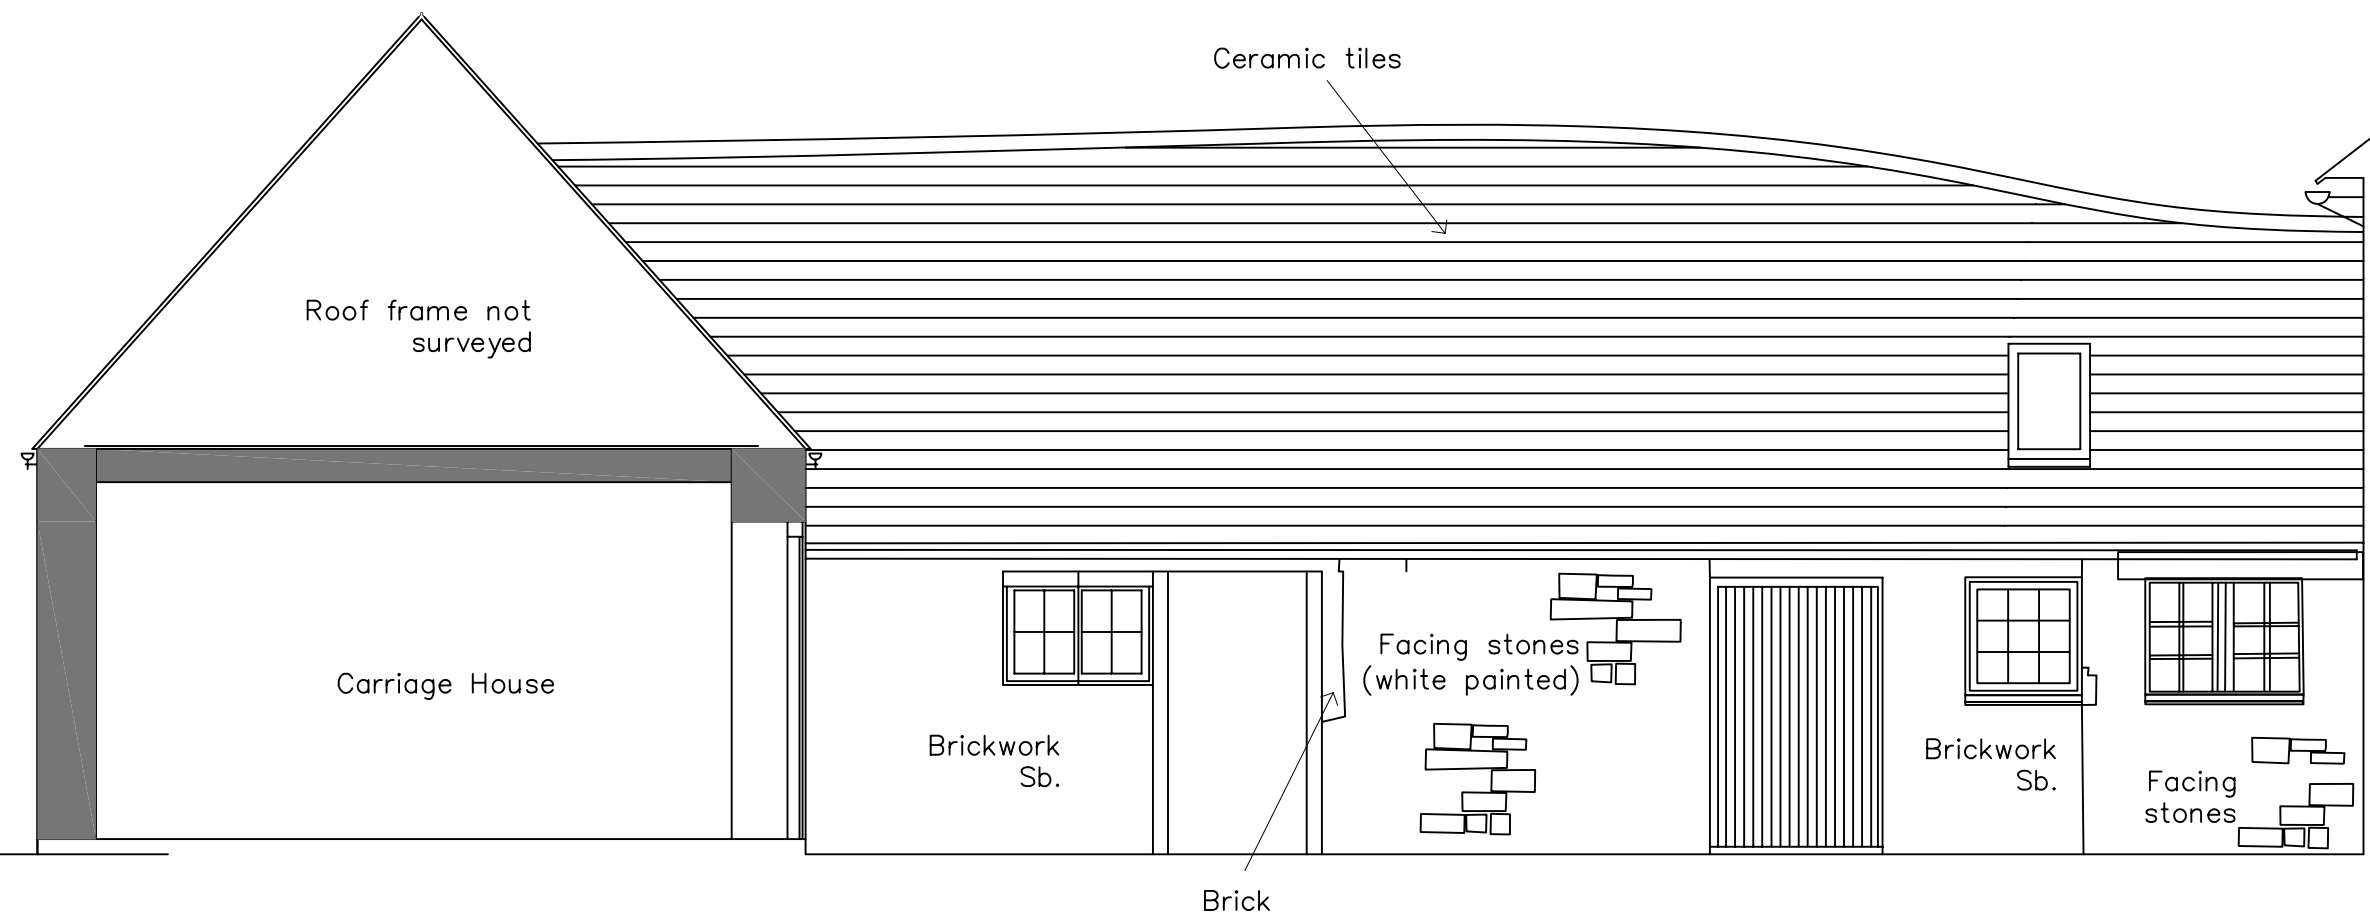 Ceramic tiles
Roof frame not
surveyed
Carriage House
Brickwork
Sb.
Facing stones
(white painted)
Brickwork
Sb.
Facing
stones
Brick